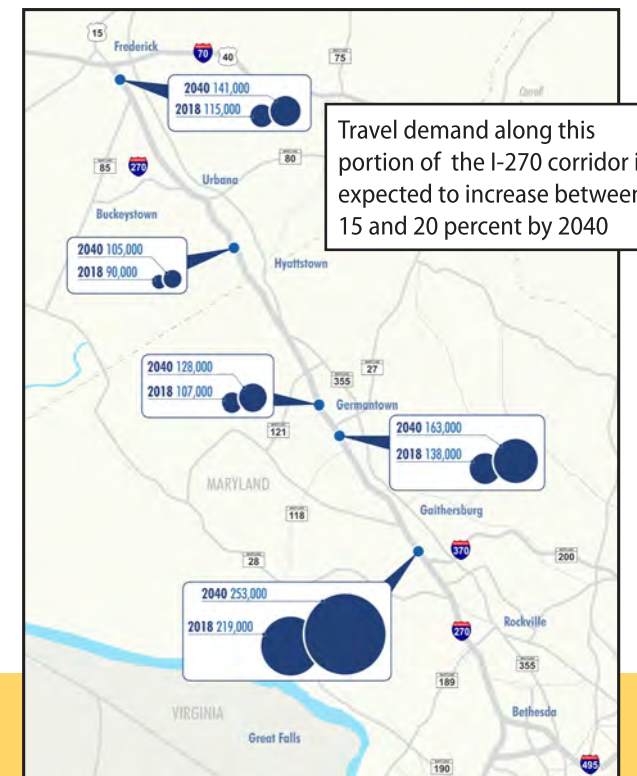 15
Frederick
70
40
75
2040 141,000
2018 115,000
Carroll
Travel demand along this
portion of the I-270 corridor i
expected to increase between
15 and 20 percent by 2040
85
270
80
Urbana
Buckeystown
2040 105,000
2018 90,000
Hyattstown
2040 128,000
2018 107,000
27
355
Germantown
121
2040 163,000
2018 138,000
MARYLAND
118
Gaithersburg
370
200
28
2040 253,000
2018 219,000
270
Rockville
355
189
VIRGINIA
Bethesda
Great Falls
190
495